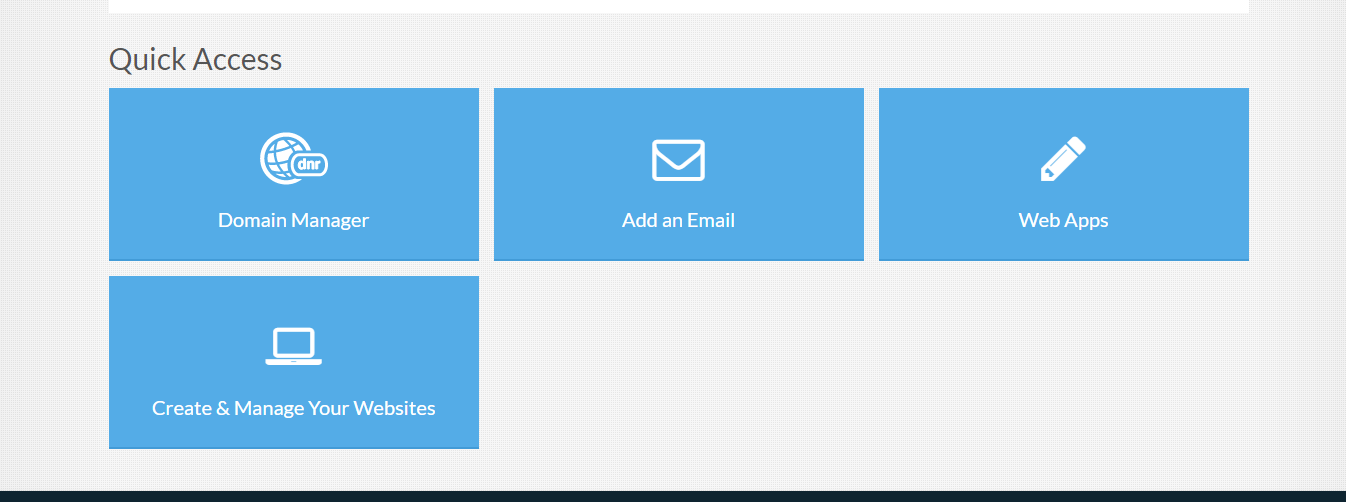 Quick Access
dnr
Domain Manager
Add an Email
Web Apps
Create & Manage Your Websites